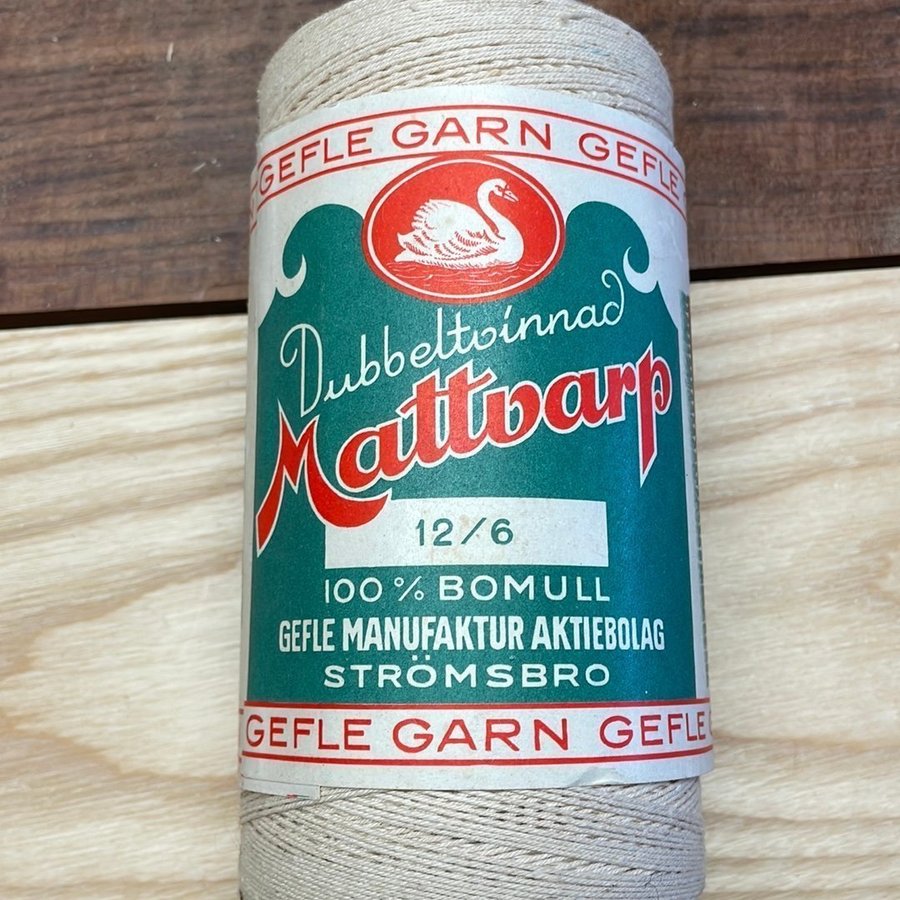 GEFLE GARN GEFLE
Dubbeltvinnad
Mattvarp
12/6
100% BOMULL
GEFLE MANUFAKTUR AKTIEBOLAG
STRÖMSBRO
GEFLE GARN GEFLE